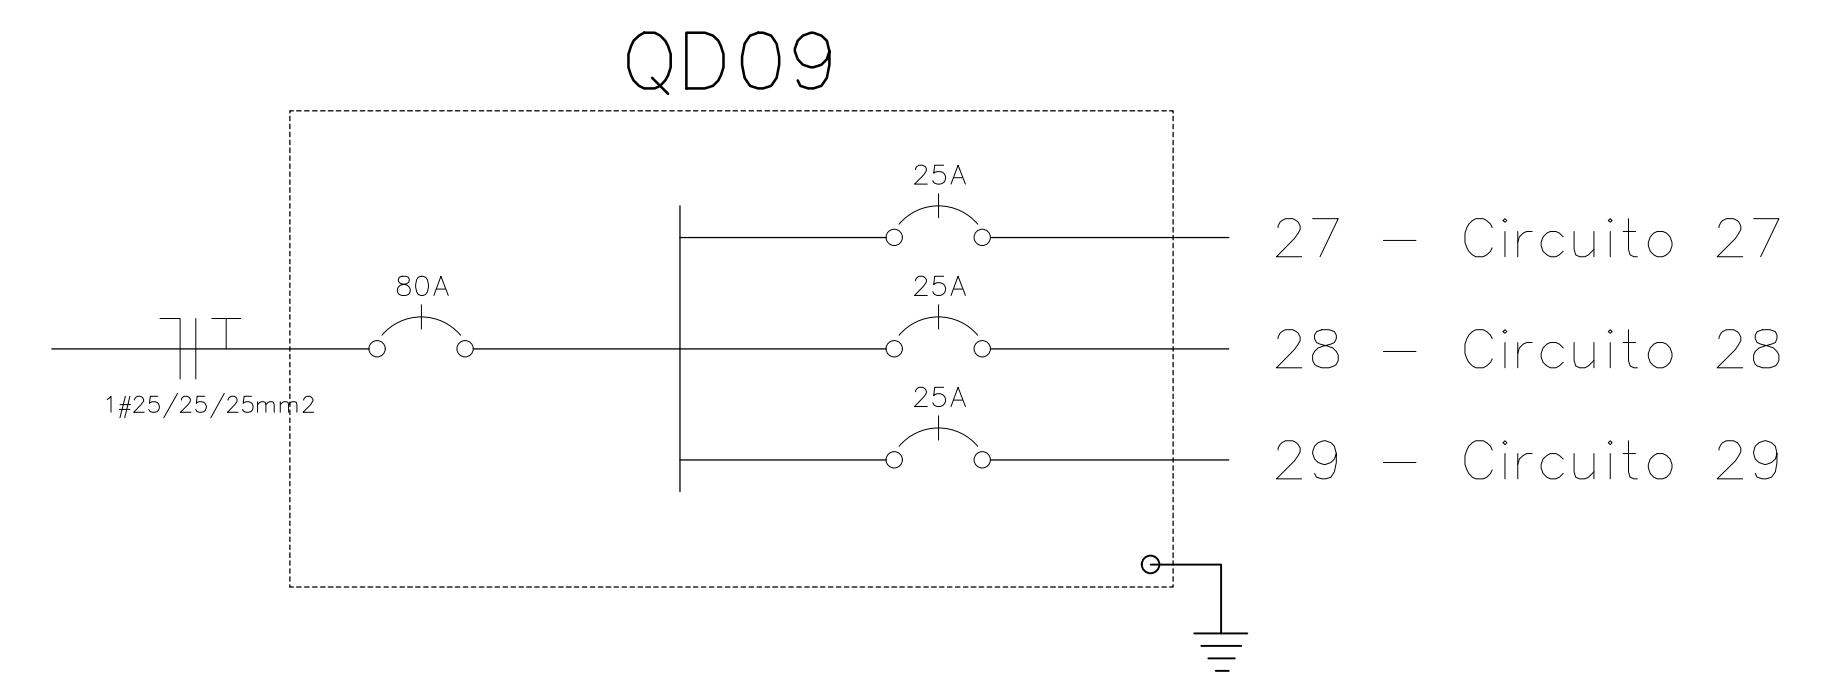 QD09
25A
27 - Circuito 27
80A
25A
28 - Circuito 28
1#25/25/25mm2
25A
29 - Circuito 29